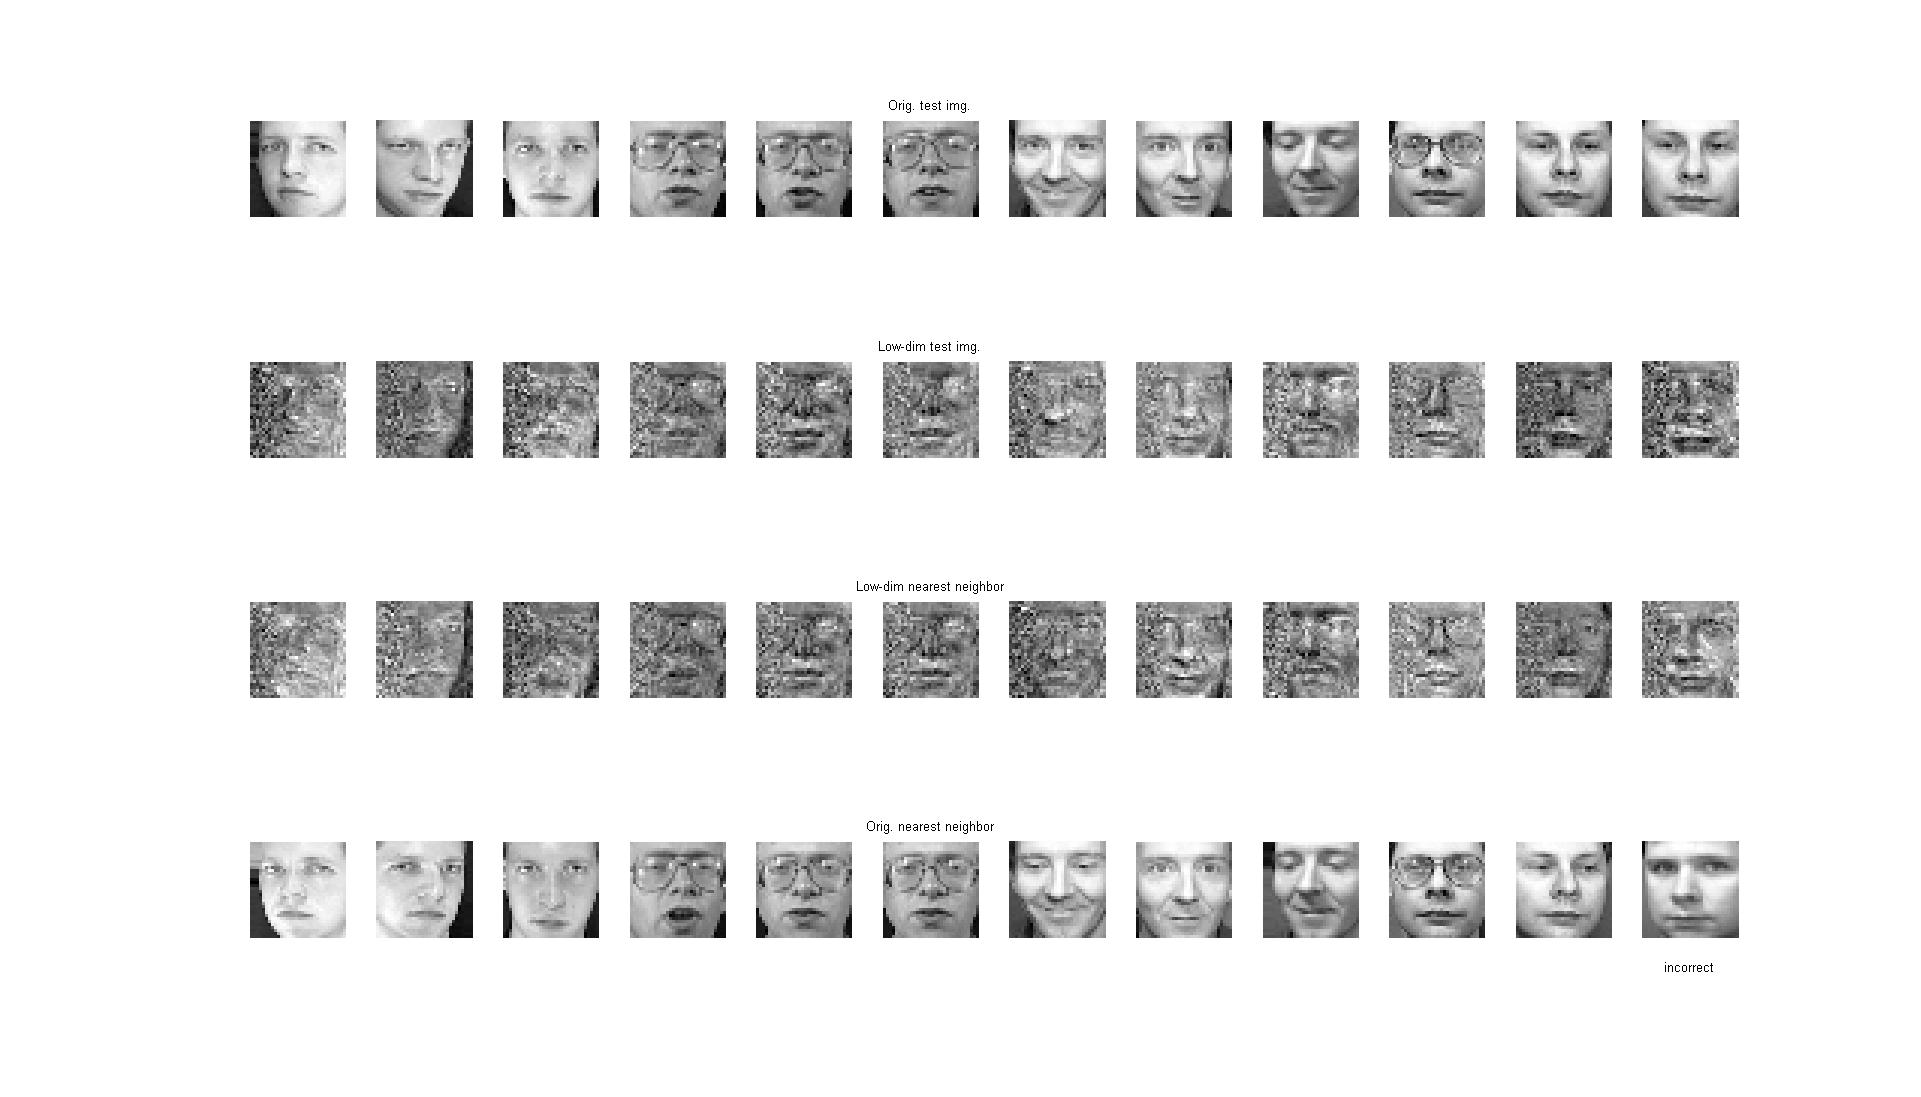 Orig. test img.
Low-dim test img.
Low-dim nearest neighbor
Orig. nearest neighbor
incorrect